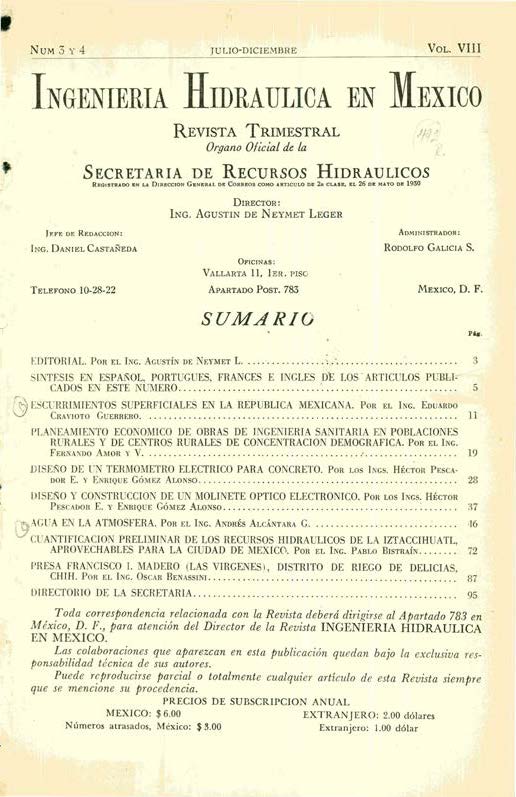 NUM 3 Y 4 JULIO-DICIEMBRE VOL. VIII
INGENIERIA HIDRAULICA EN MEXICO
REVISTA TRIMESTRAL
Organo Oficial de la
SECRETARIA DE RECURSOS HIDRAULICOS
REGISTRADO EN LA DIRECCION GENERAL DE CORREOS COMO ARTICULO DE 2a CLASE, EL 26 DE MAYO DE 1950
DIRECTOR:
ING. AGUSTIN DE NEYMET LEGER
JEFE DE REDACCION: ADMINISTRADOR:
ING. DANIEL CASTAÑEDA RODOLFO GALICIA S.
OFICINAS:
VALLARTA 11, 1ER. PISO
TELEFONO 10-28-22 APARTADO POST. 783 MEXICO, D. F.
SUMARIO
Pág.
EDITORIAL. POR EL ING. AGUSTÍN DE NEYMET L. 3
SINTESIS EN ESPAÑOL, PORTUGUES, FRANCES E INGLES DE LOS ARTICULOS PUBLI-
CADOS EN ESTE NUMERO 5
ESCURRIMIENTOS SUPERFICIALES EN LA REPUBLICA MEXICANA. POR EL ING. EDUARDO
CRAVIOTO GUERRERO. 11
PLANEAMIENTO ECONOMICO DE OBRAS DE INGENIERIA SANITARIA EN POBLACIONES
RURALES Y DE CENTROS RURALES DE CONCENTRACION DEMOGRAFICA. POR EL ING.
FERNANDO AMOR Y V. 19
DISEÑO DE UN TERMOMETRO ELECTRICO PARA CONCRETO. POR LOS INGS. HÉCTOR PESCA-
DOR E. Y ENRIQUE GÓMEZ ALONSO 28
DISEÑO Y CONSTRUCCION DE UN MOLINETE OPTICO ELECTRONICO. POR LOS INGS. HÉCTOR
PESCADOR E. Y ENRIQUE GÓMEZ ALONSO 37
AGUA EN LA ATMOSFERA. POR EL ING. ANDRÉS ALCÁNTARA G. 46
CUANTIFICACION PRELIMINAR DE LOS RECURSOS HIDRAULICOS DE LA IZTACCIHUATL,
APROVECHABLES PARA LA CIUDAD DE MEXICO. POR EL ING. PABLO BISTRAÍN 72
PRESA FRANCISCO I. MADERO (LAS VIRGENES), DISTRITO DE RIEGO DE DELICIAS,
CHIH. POR EL ING. OSCAR BENASSINI 87
DIRECTORIO DE LA SECRETARIA 95
Toda correspondencia relacionada con la Revista deberá dirigirse al Apartado 783 en
México, D. F., para atención del Director de la Revista INGENIERIA HIDRAULICA
EN MEXICO.
Las colaboraciones que aparezcan en esta publicación quedan bajo la exclusiva res-
ponsabilidad técnica de sus autores.
Puede reproducirse parcial o totalmente cualquier artículo de esta Revista siempre
que se mencione su procedencia.
PRECIOS DE SUBSCRIPCION ANUAL
MEXICO: $ 6.00 EXTRANJERO: 2.00 dólares
Números atrasados, México: $ 3.00 Extranjero: 1.00 dólar